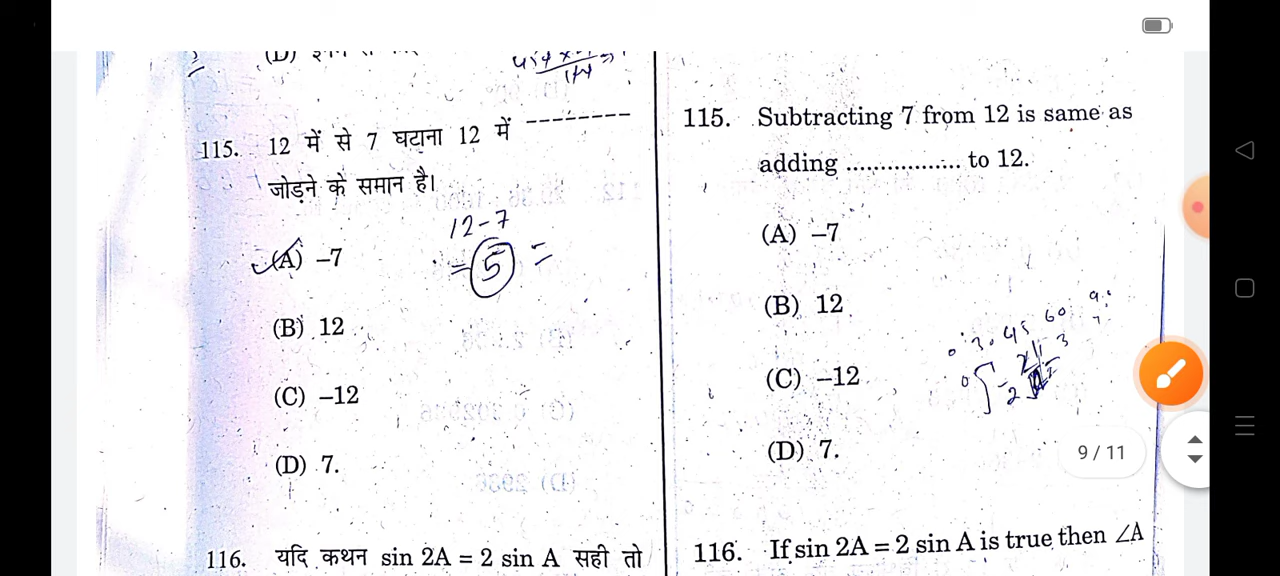 115. 12 में से 7 घटाना 12 में --------
जोड़ने के समान है।
12-7
= 5 =
(A) –7
(B) 12
(C) –12
(D) 7.
116. यदि कथन sin 2A = 2 sin A सही तो
115. Subtracting 7 from 12 is same as
adding ................. to 12.
(A) –7
(B) 12
(C) –12
(D) 7.
116. If sin 2A = 2 sin A is true then ∠A
9 / 11